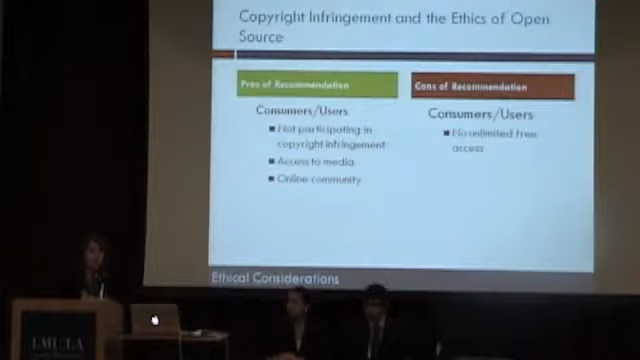 Copyright Infringement and the Ethics of Open
Source
Pros of Recommendation
Cons of Recommendation
Consumers/Users
Not participating in
copyright infringement
Access to media
Online community
Consumers/Users
No unlimited free
access
Ethical Considerations
LMU LA